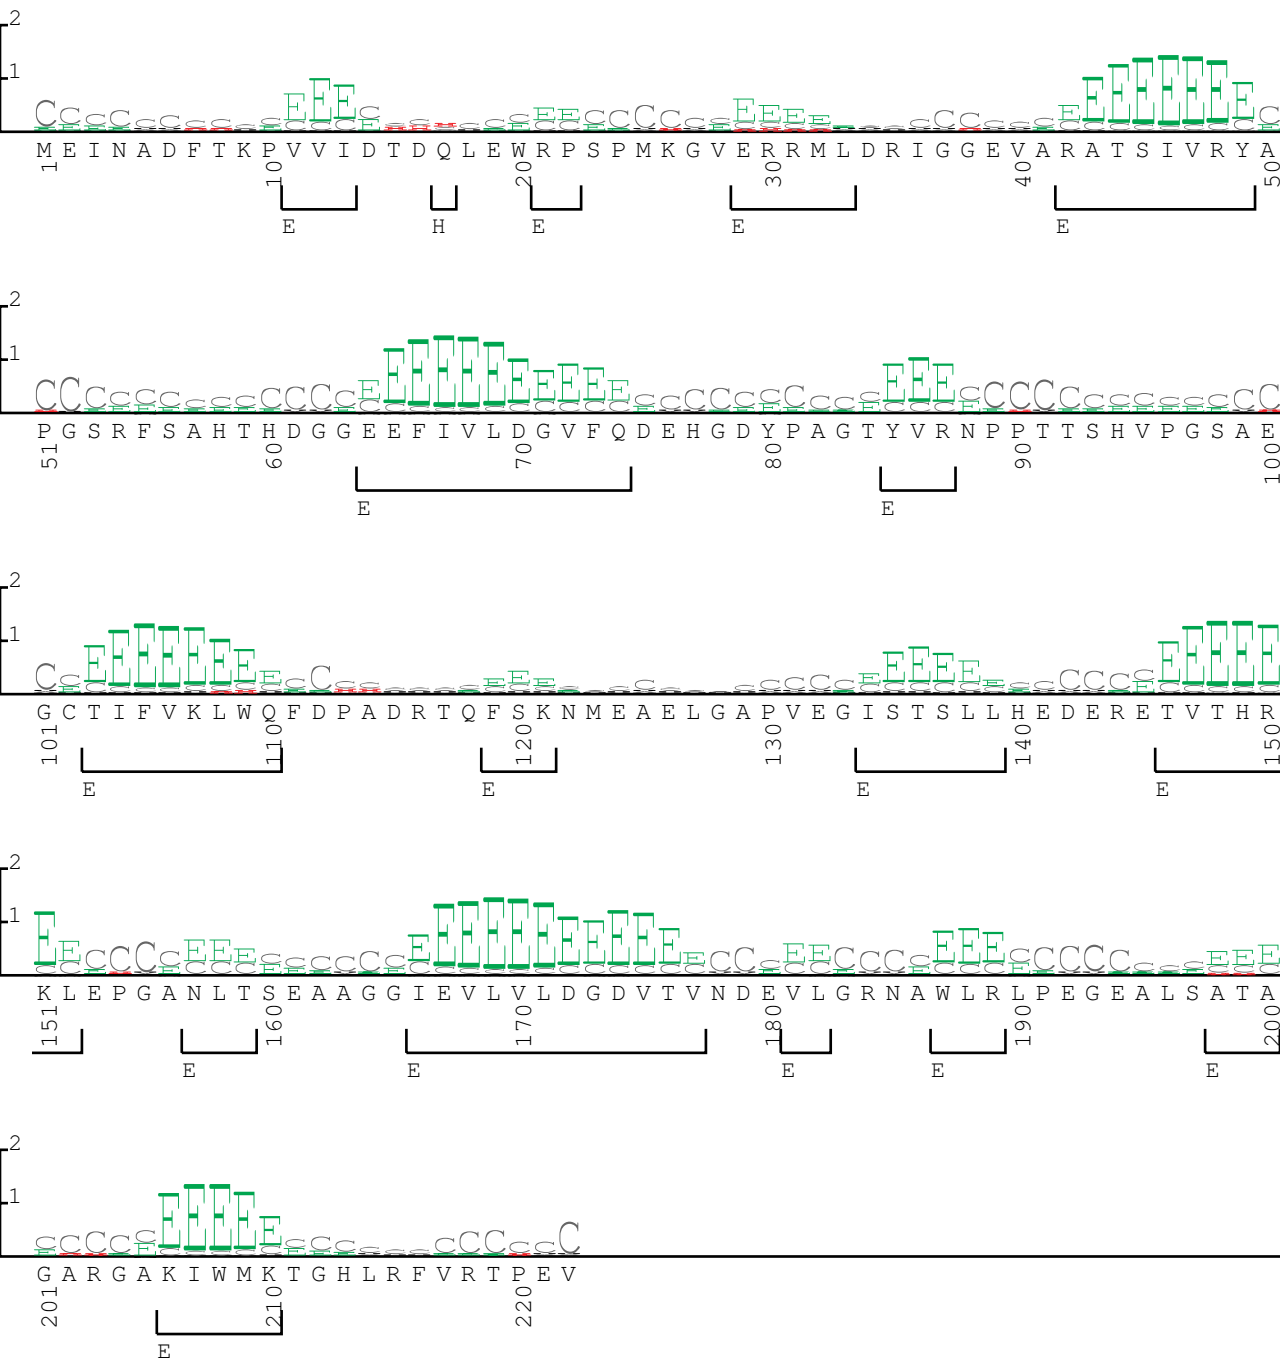 2
1
M E I N A D F T K P V V I D T D Q L E W R P S P M K G V E R R M L D R I G G E V A R A T S I V R Y A
1 10 20 30 40 50
E H E E E
2
1
P G S R F S A H T H D G G E E F I V L D G V F Q D E H G D Y P A G T Y V R N P P T T S H V P G S A E
51 60 70 80 90 100
E E
2
1
G C T I F V K L W Q F D P A D R T Q F S K N M E A E L G A P V E G I S T S L L H E D E R E T V T H R
101 110 120 130 140 150
E E E E
2
1
K L E P G A N L T S E A A G G I E V L V L D G D V T V N D E V L G R N A W L R L P E G E A L S A T A
151 160 170 180 190 200
E E E E E
2
1
G A R G A K I W M K T G H L R F V R T P E V
201 210 220
E